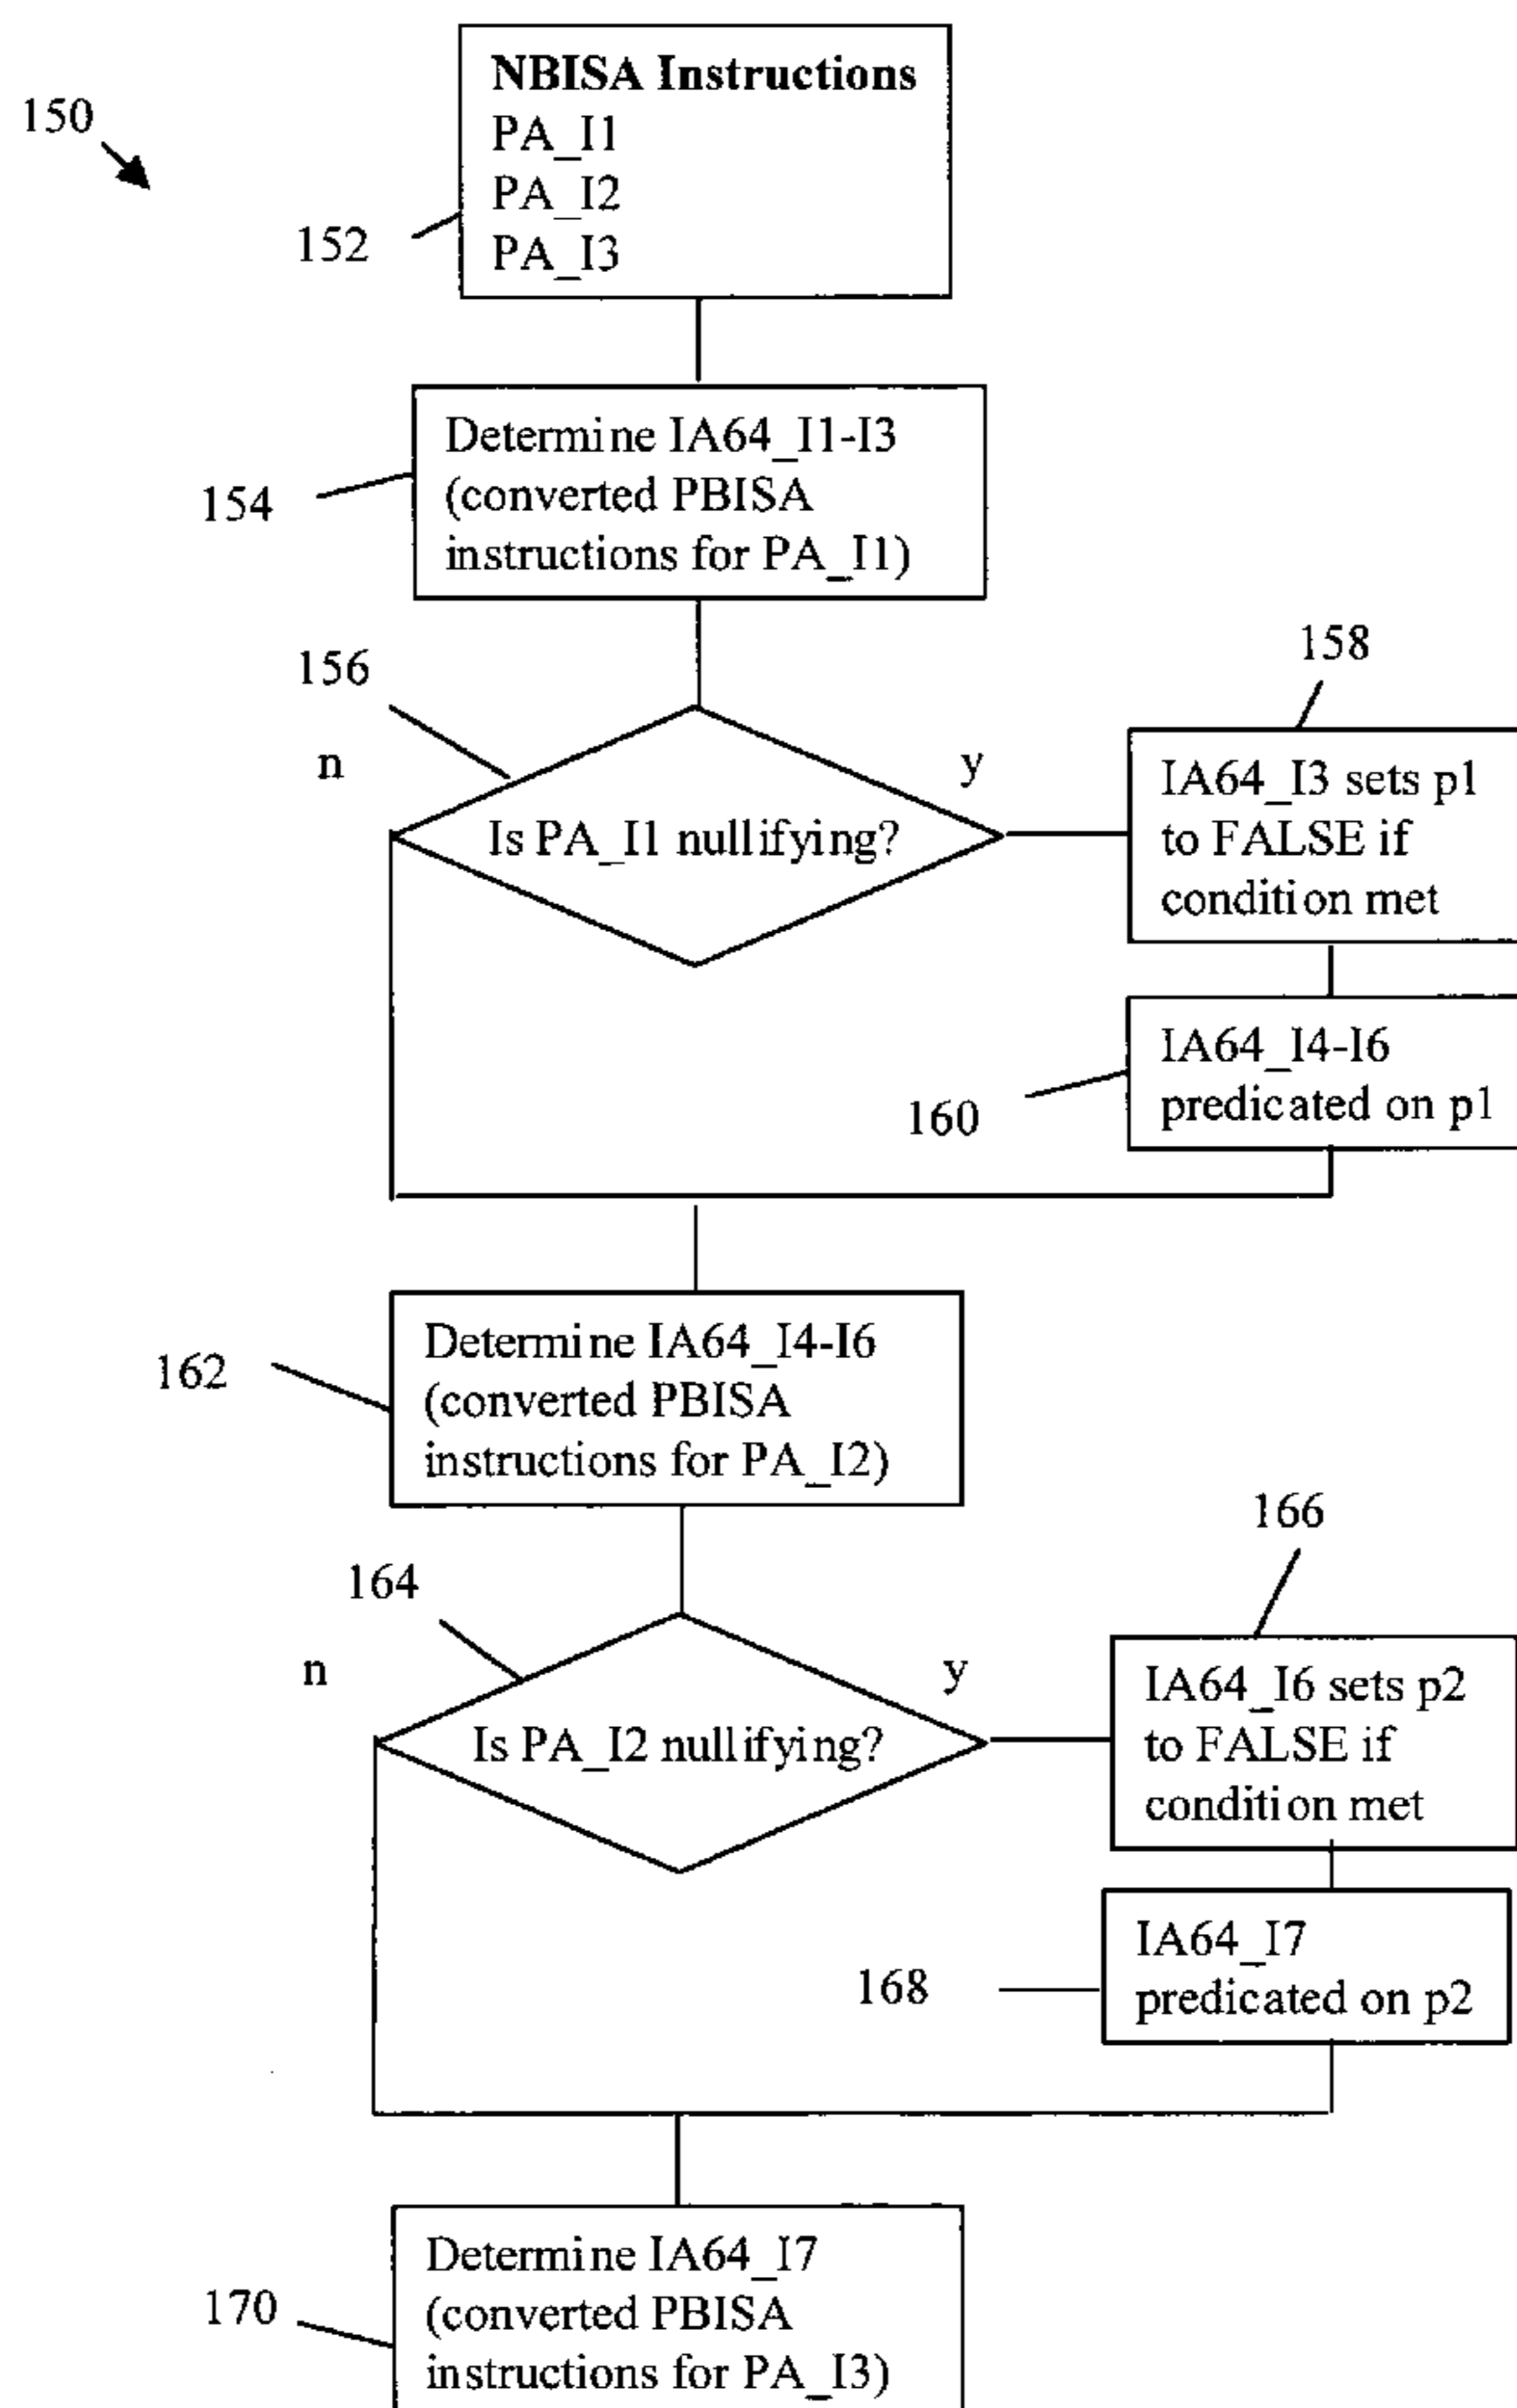 150
NBISA Instructions
PA_I1
PA_I2
PA_I3
152
Determine IA64_I1-I3
(converted PBISA
instructions for PA_I1)
154
156
n
y
Is PA_I1 nullifying?
158
IA64_I3 sets p1
to FALSE if
condition met
IA64_I4-I6
predicated on p1
160
Determine IA64_I4-I6
(converted PBISA
instructions for PA_I2)
162
164
n
y
Is PA_I2 nullifying?
166
IA64_I6 sets p2
to FALSE if
condition met
IA64_I7
predicated on p2
168
Determine IA64_I7
(converted PBISA
instructions for PA_I3)
170